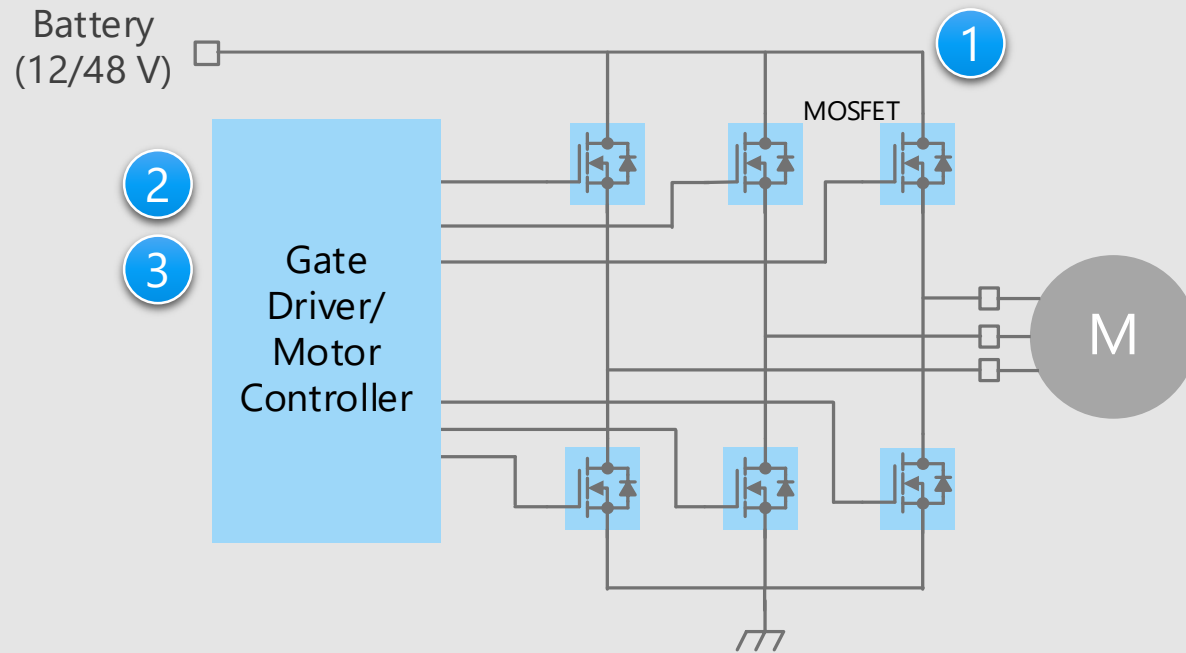 Battery
(12/48 V)
1
MOSFET
2
3
Gate
Driver/
Motor
Controller
M